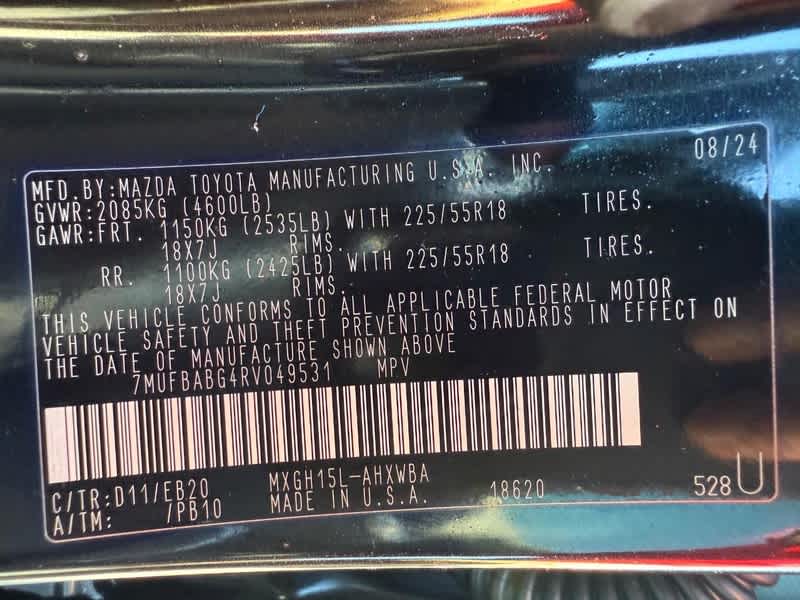 08/24
MFD.BY:MAZDA TOYOTA MANUFACTURING U.S.A. INC.
GVWR:2085KG (4600LB)
GAWR:FRT. 1150KG (2535LB) WITH 225/55R18 TIRES.
18X7J RIMS.
RR. 1100KG (2425LB) WITH 225/55R18 TIRES.
18X7J RIMS.
THIS VEHICLE CONFORMS TO ALL APPLICABLE FEDERAL MOTOR
VEHICLE SAFETY AND THEFT PREVENTION STANDARDS IN EFFECT ON
THE DATE OF MANUFACTURE SHOWN ABOVE
7MUFBABG4RV049531 MPV
C/TR:D11/EB20 MXGH15L-AHXWBA
A/TM: /PB10 MADE IN U.S.A. 18620 528U